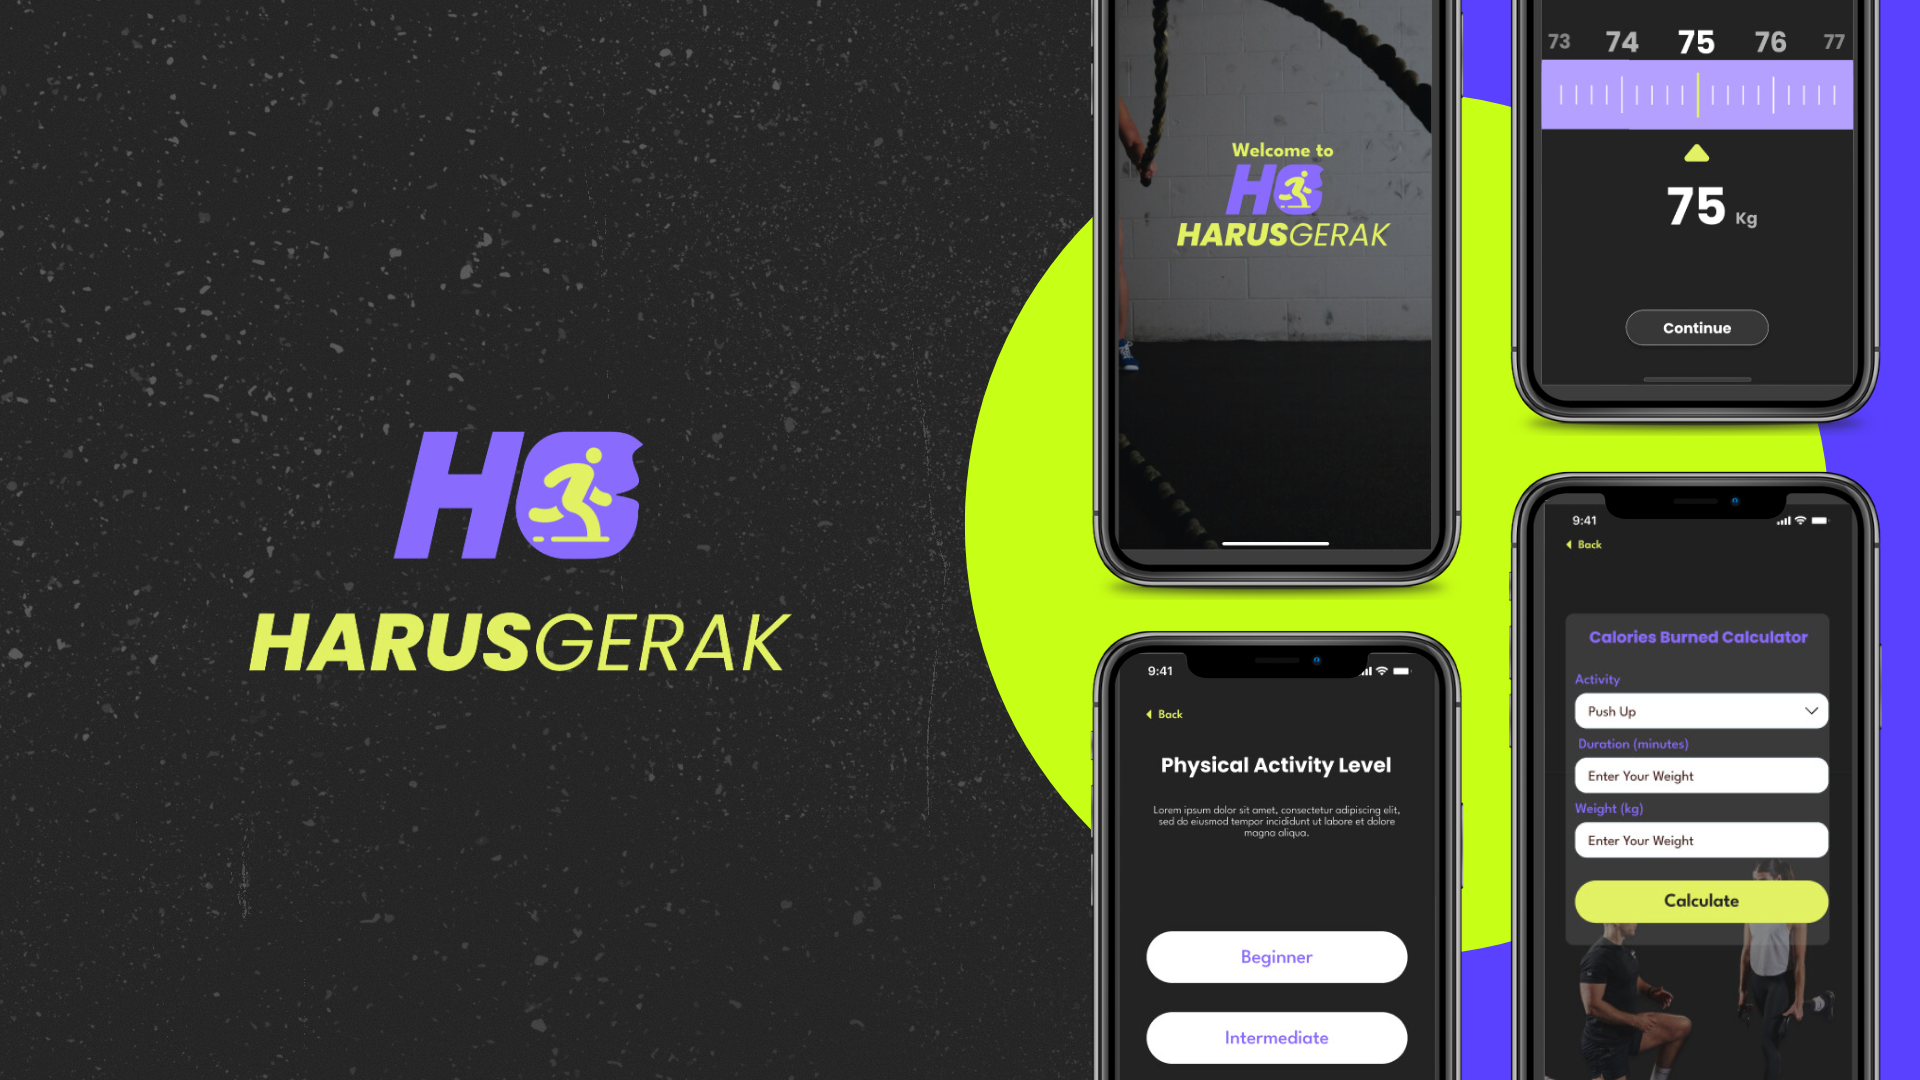 HG
HARUSGERAK
Welcome to
HG
HARUSGERAK
73 74 75 76 77
75 Kg
Continue
9:41
Back
Physical Activity Level
Lorem ipsum dolor sit amet, consectetur adipiscing elit,
sed do eiusmod tempor incididunt ut labore et dolore
magna aliqua.
Beginner
Intermediate
9:41
Back
Calories Burned Calculator
Activity
Push Up
Duration (minutes)
Enter Your Weight
Weight (kg)
Enter Your Weight
Calculate